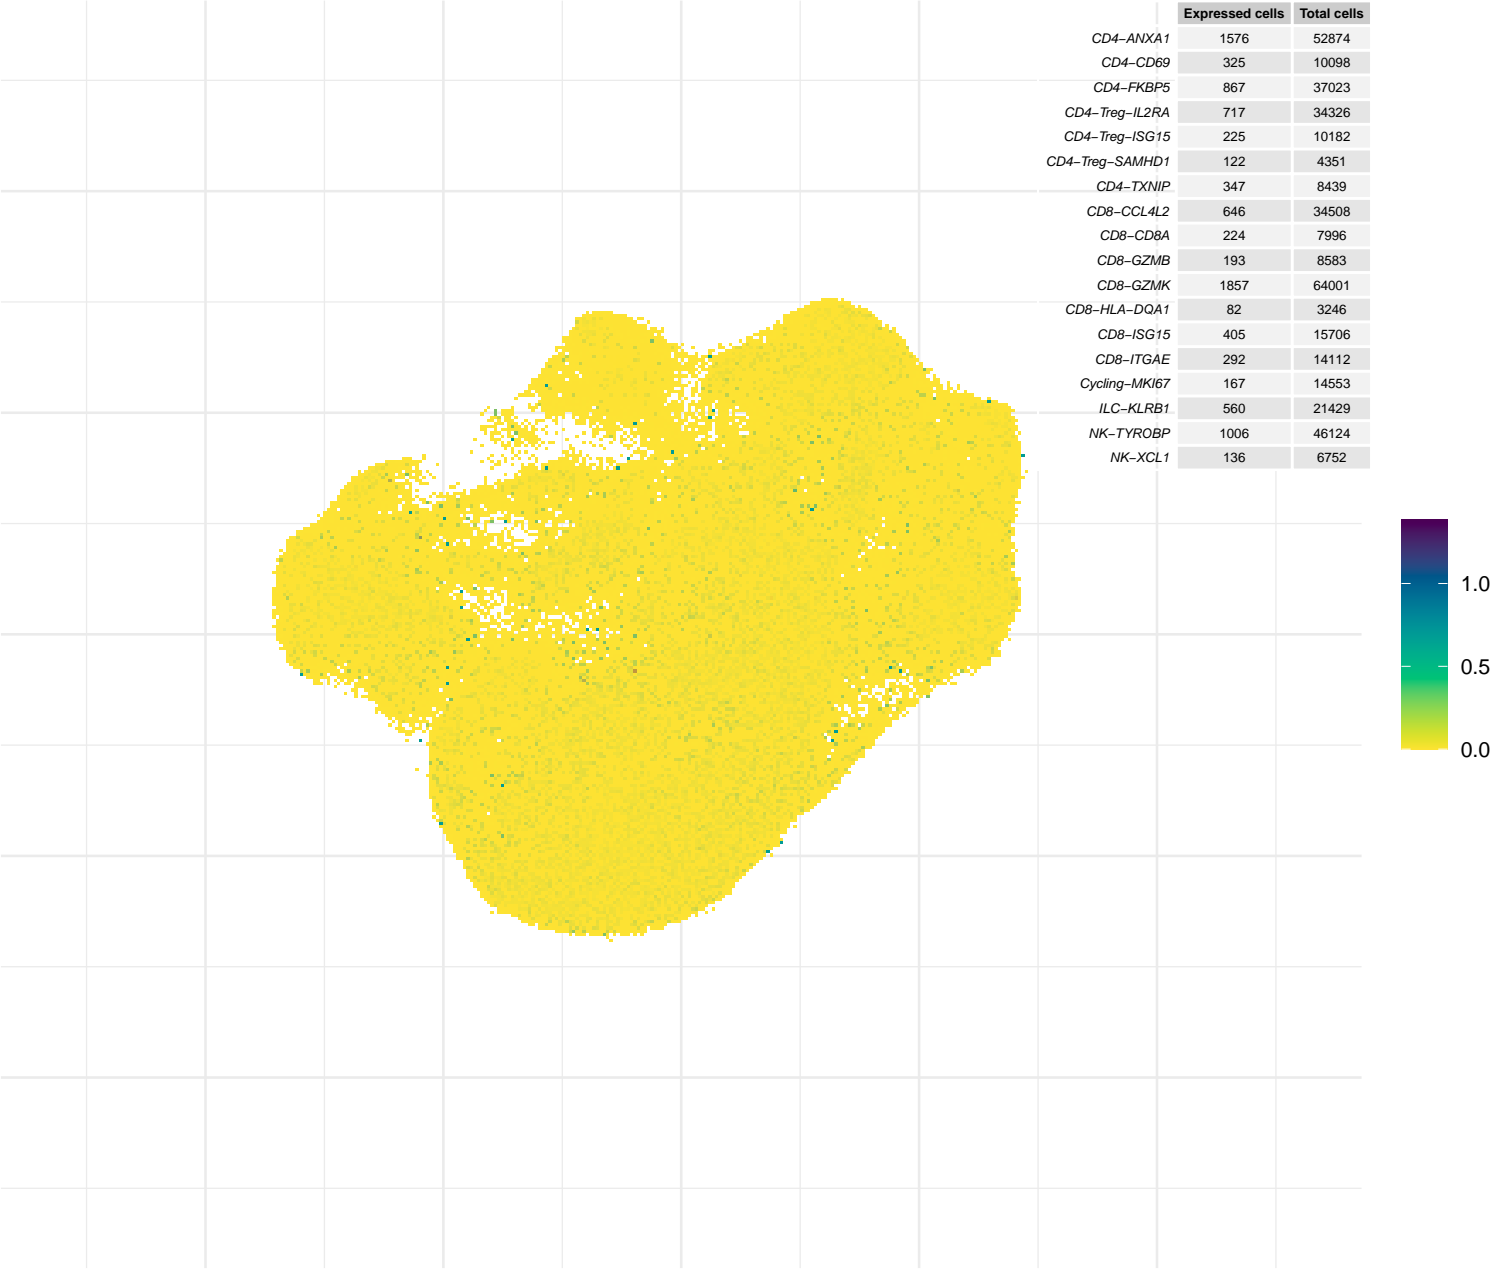 Expressed cells Total cells
CD4−ANXA1 1576 52874
CD4−CD69 325 10098
CD4−FKBP5 867 37023
CD4−Treg−IL2RA 717 34326
CD4−Treg−ISG15 225 10182
CD4−Treg−SAMHD1 122 4351
CD4−TXNIP 347 8439
CD8−CCL4L2 646 34508
CD8−CD8A 224 7996
CD8−GZMB 193 8583
CD8−GZMK 1857 64001
CD8−HLA−DQA1 82 3246
CD8−ISG15 405 15706
CD8−ITGAE 292 14112
Cycling−MKI67 167 14553
ILC−KLRB1 560 21429
NK−TYROBP 1006 46124
NK−XCL1 136 6752
1.0
0.5
0.0